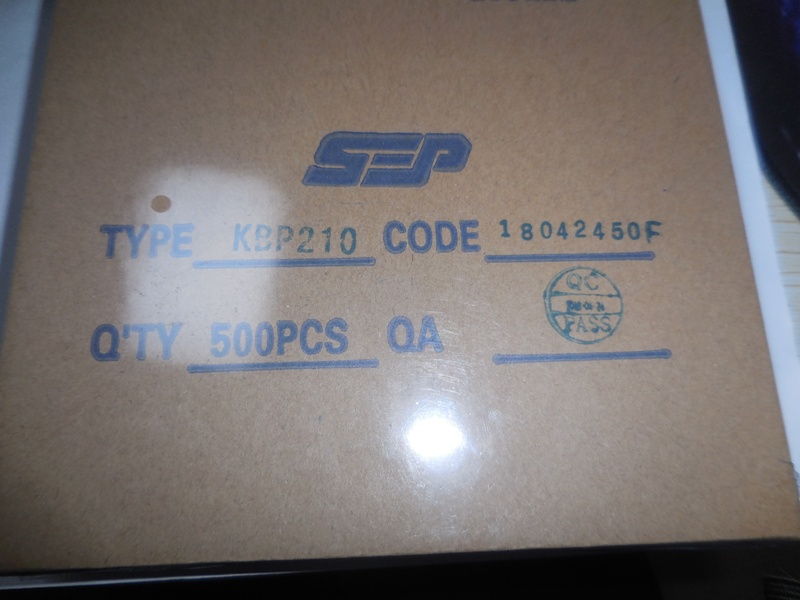 SEP
TYPE KBP210 CODE 18042450F
Q'TY 500PCS QA
QC
PASS